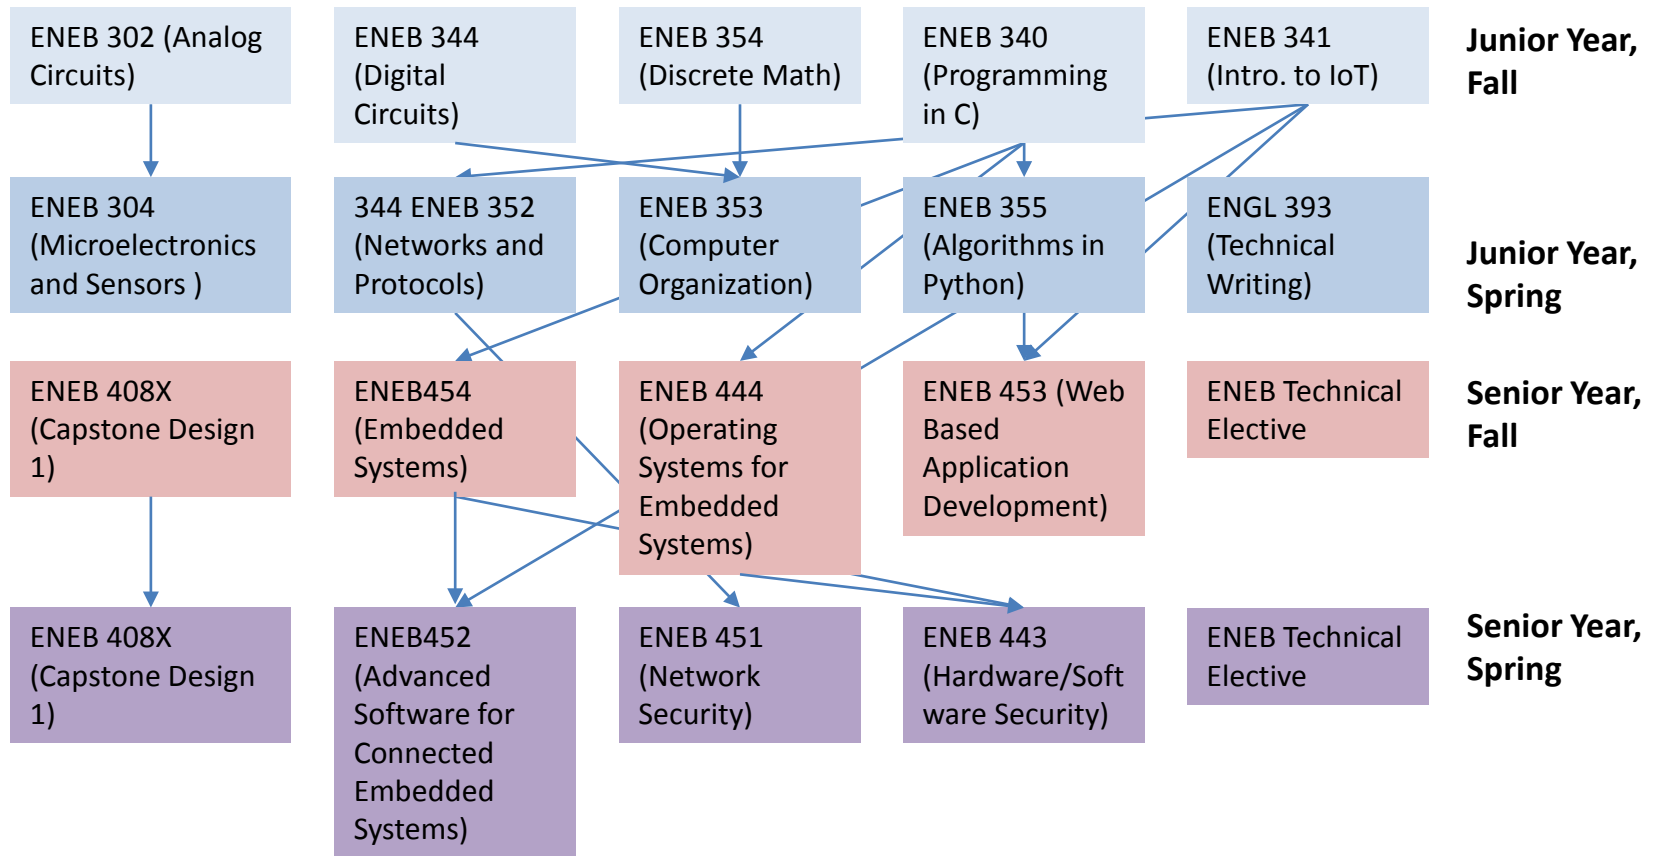 ENEB 302 (Analog
Circuits)
ENEB 344
(Digital
Circuits)
ENEB 354
(Discrete Math)
ENEB 340
(Programming
in C)
ENEB 341
(Intro. to IoT)
Junior Year,
Fall
ENEB 304
(Microelectronics
and Sensors )
344 ENEB 352
(Networks and
Protocols)
ENEB 353
(Computer
Organization)
ENEB 355
(Algorithms in
Python)
ENGL 393
(Technical
Writing)
Junior Year,
Spring
ENEB 408X
(Capstone Design
1)
ENEB454
(Embedded
Systems)
ENEB 444
(Operating
Systems for
Embedded
Systems)
ENEB 453 (Web
Based
Application
Development)
ENEB Technical
Elective
Senior Year,
Fall
ENEB 408X
(Capstone Design
1)
ENEB452
(Advanced
Software for
Connected
Embedded
Systems)
ENEB 451
(Network
Security)
ENEB 443
(Hardware/Soft
ware Security)
ENEB Technical
Elective
Senior Year,
Spring